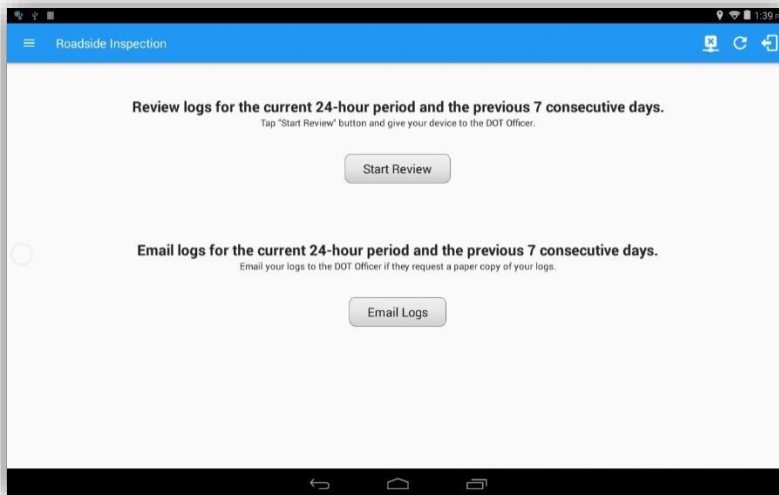 1:39 P
Roadside Inspection
Review logs for the current 24-hour period and the previous 7 consecutive days.
Tap "Start Review" button and give your device to the DOT Officer.
Start Review
Email logs for the current 24-hour period and the previous 7 consecutive days.
Email your logs to the DOT Officer if they request a paper copy of your logs.
Email Logs